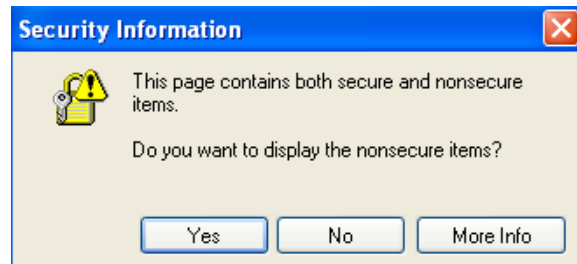 Security Information
This page contains both secure and nonsecure
items.
Do you want to display the nonsecure items?
Yes No More Info